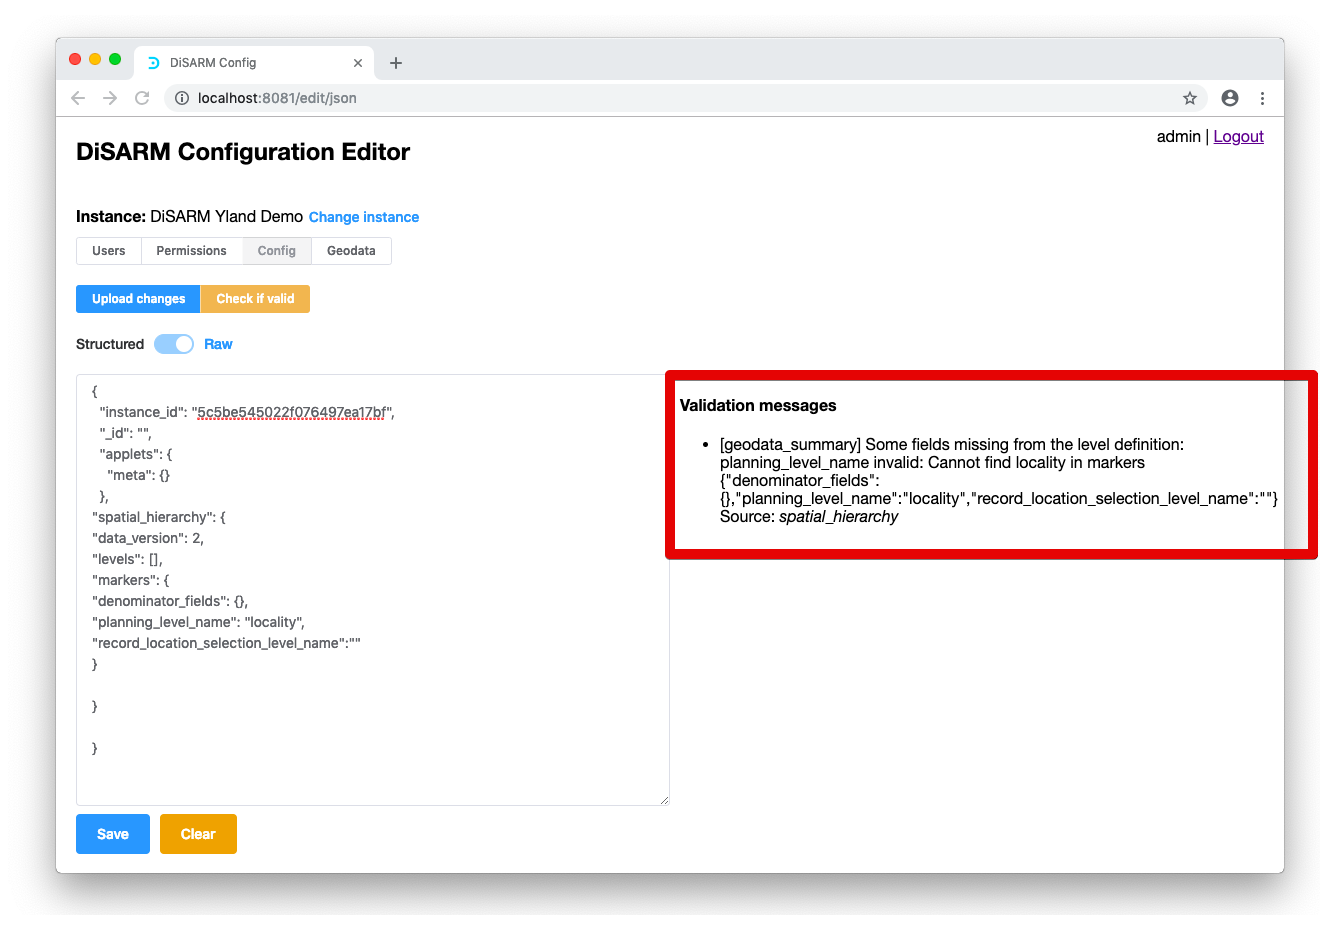 DiSARM Config
localhost:8081/edit/json
admin | Logout
DiSARM Configuration Editor
Instance: DiSARM Yland Demo Change instance
Users Permissions Config Geodata
Upload changes Check if valid
Structured Raw
{
"instance_id": "5c5be545022f076497ea17bf",
"_id": "",
"applets": {
"meta": {}
},
"spatial_hierarchy": {
"data_version": 2,
"levels": [],
"markers": {
"denominator_fields": {},
"planning_level_name": "locality",
"record_location_selection_level_name":""
}
}
}
Validation messages
• [geodata_summary] Some fields missing from the level definition:
planning_level_name invalid: Cannot find locality in markers
{"denominator_fields":
{},"planning_level_name":"locality","record_location_selection_level_name":""}
Source: spatial_hierarchy
Save Clear